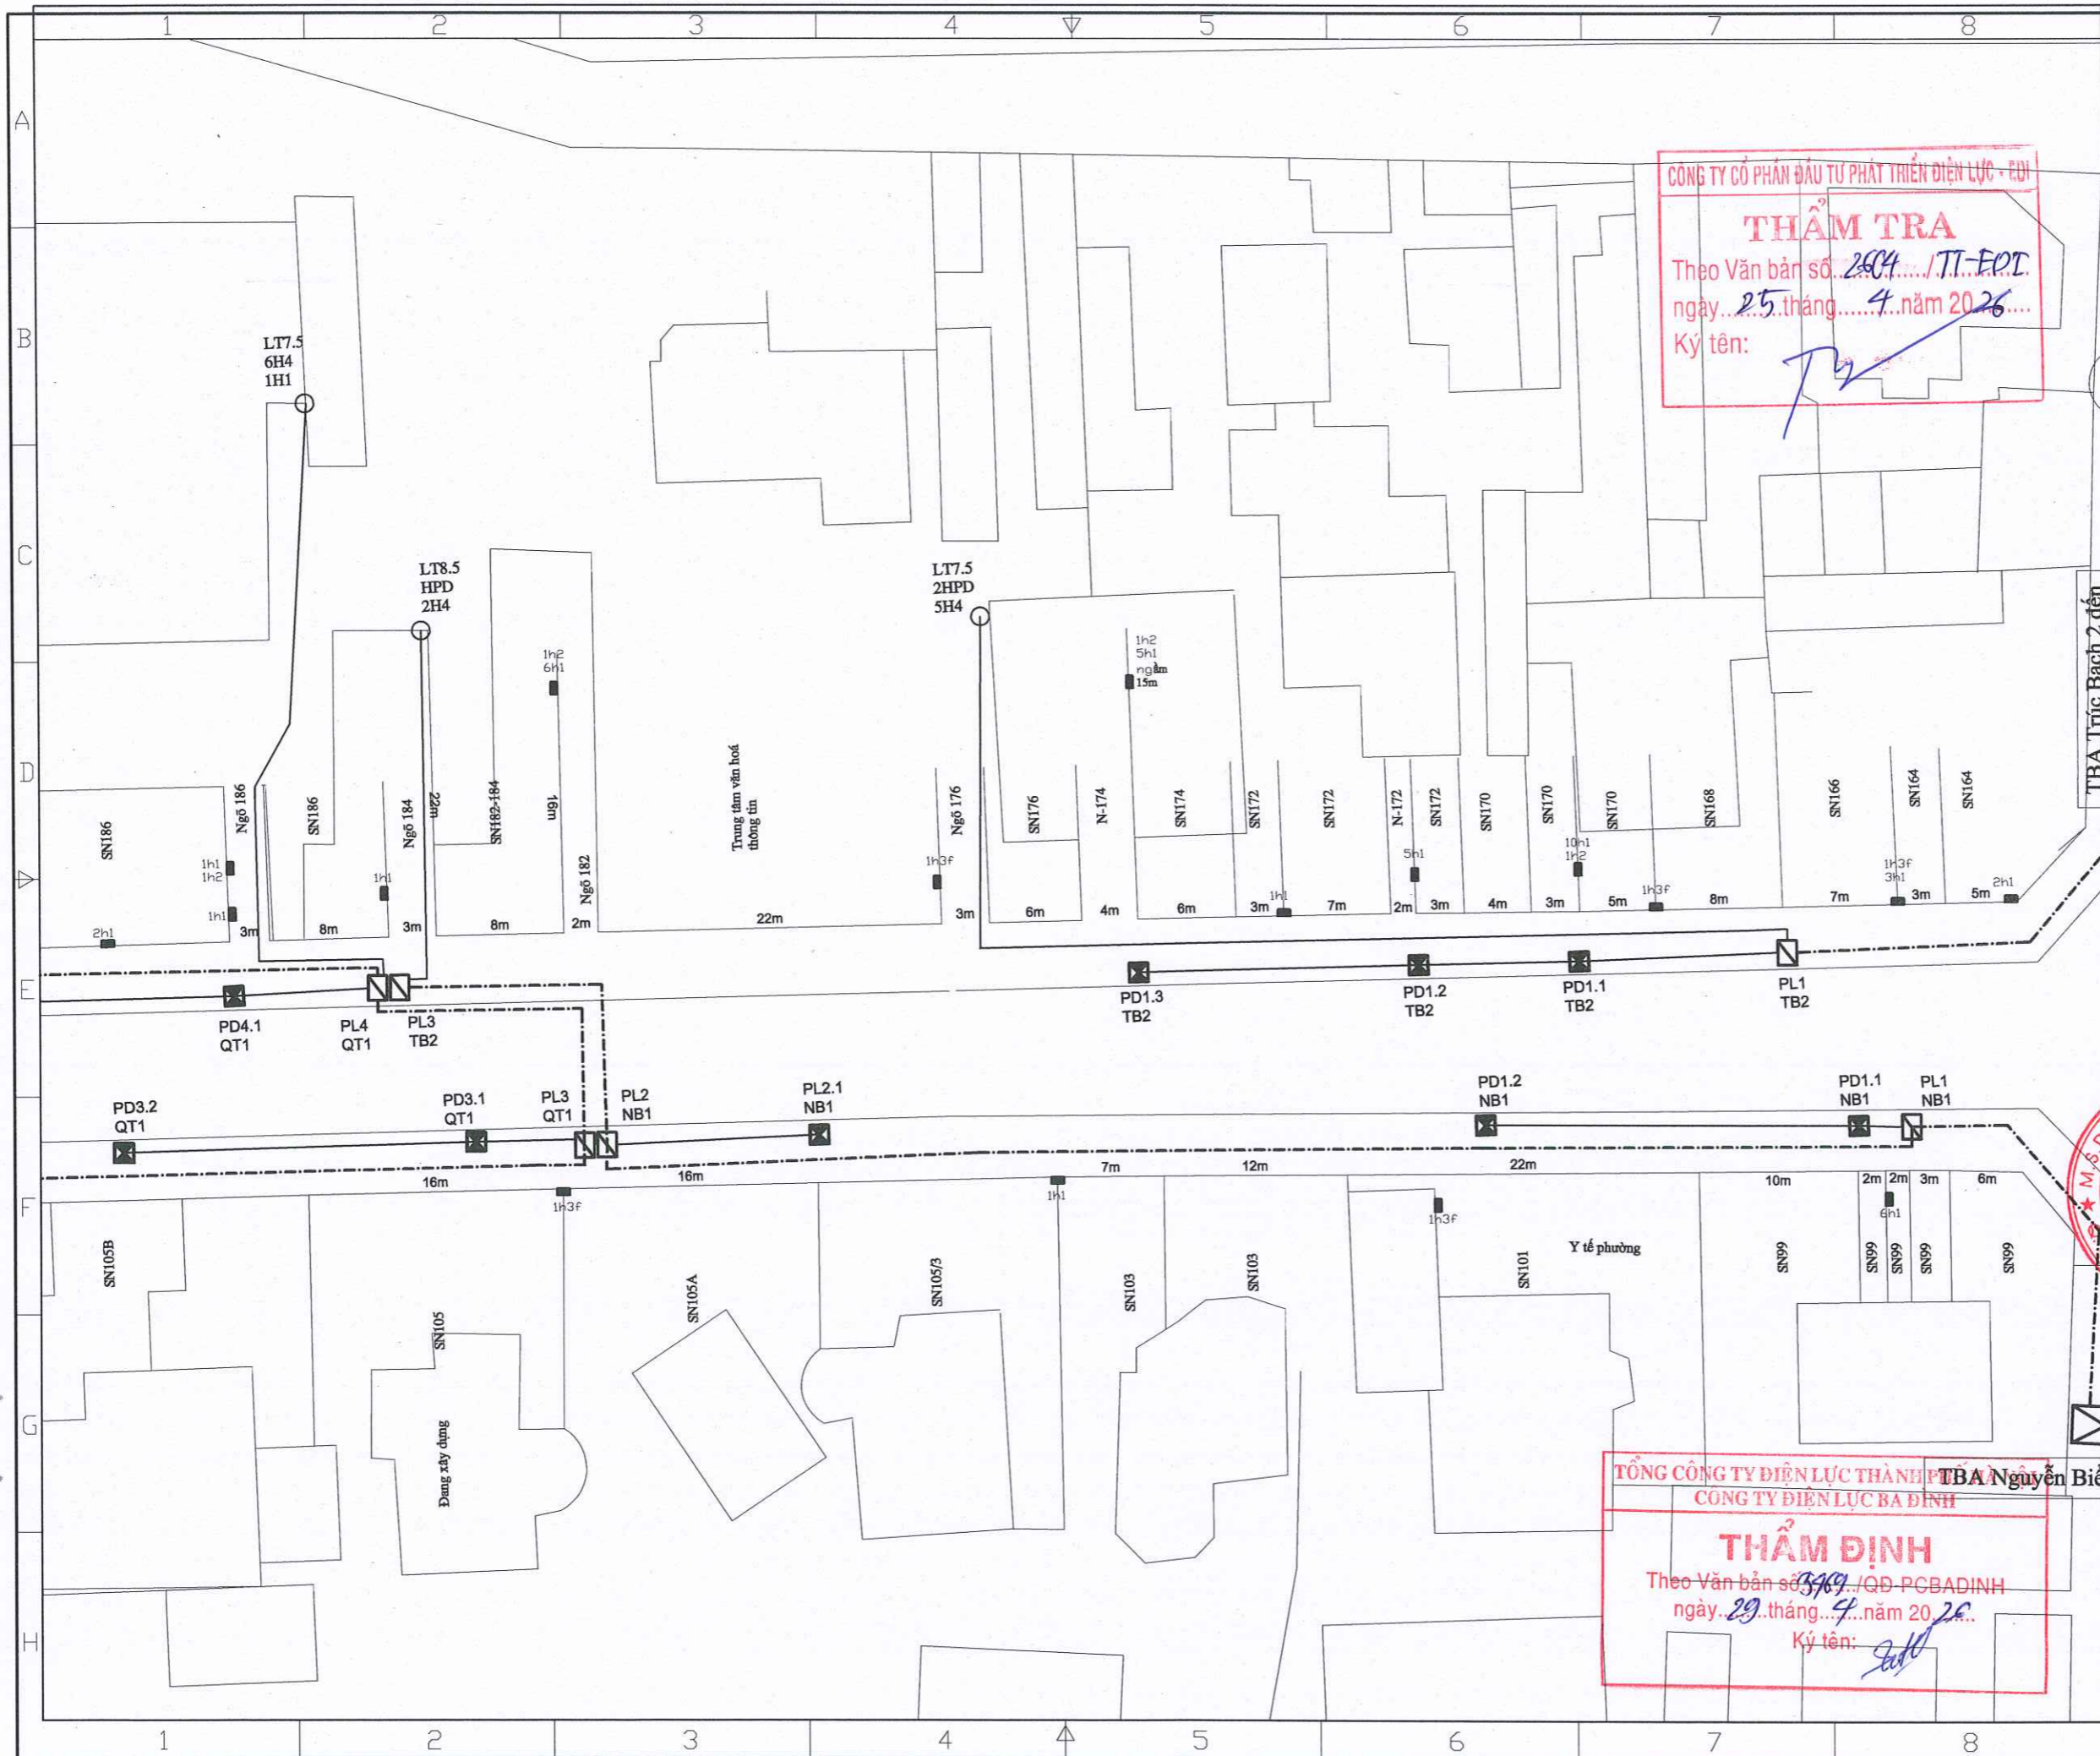 1 2 3 4 5 6 7 8
A
B
C
D
E
F
G
H
CÔNG TY CỔ PHẦN ĐẦU TƯ PHÁT TRIỂN ĐIỆN LỰC - EDI
THẨM TRA
Theo Văn bản số 2604 /TT-EDI
ngày 25 tháng 4 năm 2026
Ký tên:
LT7.5
6H4
1H1
LT8.5
HPD
2H4
LT7.5
2HPD
5H4
1h2
6h1
1h2
5h1
ngầm
15m
TBA Trúc Bạch 2 đến
SN186
Ngõ 186
SN186
Ngõ 184
22m
SN182-184
16m
Ngõ 182
Trung tâm văn hoá
thông tin
Ngõ 176
SN176
N-174
SN174
SN172
SN172
N-172
SN172
SN170
SN170
SN170
SN168
SN166
SN164
SN164
1h1
1h2
1h1
2h1
1h1
1h3f
1h1
5h1
10h1
1h2
1h3f
1h3f
3h1
2h1
3m
8m
3m
8m
2m
22m
3m
6m
4m
6m
3m
7m
2m
3m
4m
3m
5m
8m
7m
3m
5m
PD4.1
QT1
PL4
QT1
PL3
TB2
PD1.3
TB2
PD1.2
TB2
PD1.1
TB2
PL1
TB2
PD3.2
QT1
PD3.1
QT1
PL3
QT1
PL2
NB1
PL2.1
NB1
PD1.2
NB1
PD1.1
NB1
PL1
NB1
16m
16m
7m
12m
22m
10m
2m
2m
3m
6m
1h3f
1h1
1h3f
6h1
SN105B
SN105
Đang xây dựng
SN105A
SN105/3
SN103
SN103
SN101
Y tế phường
SN99
SN99
SN99
SN99
SN99
M.S.D
TBA Nguyễn Biể
TỔNG CÔNG TY ĐIỆN LỰC THÀNH PHỐ HÀ NỘI
CÔNG TY ĐIỆN LỰC BA ĐÌNH
THẨM ĐỊNH
Theo Văn bản số /QĐ-PCBADINH
ngày 29 tháng 4 năm 2026
Ký tên:
1 2 3 4 5 6 7 8